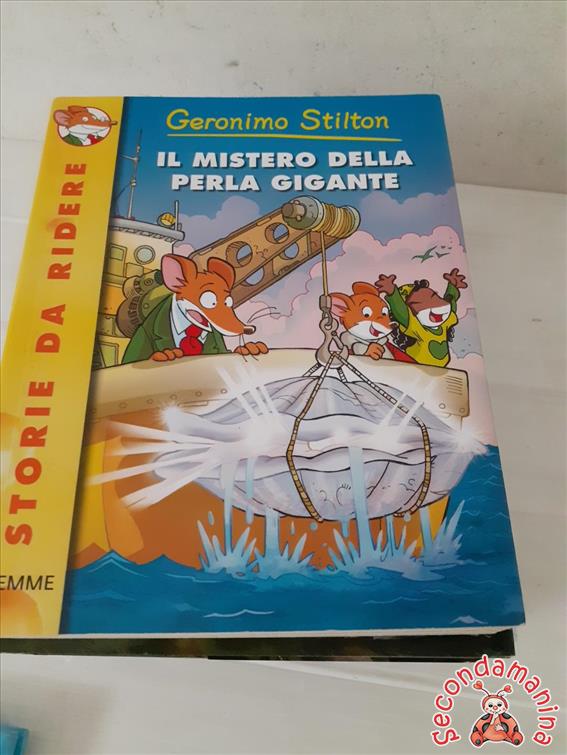 Geronimo Stilton
IL MISTERO DELLA
PERLA GIGANTE
STORIE DA RIDERE
EMME
Secondamanina